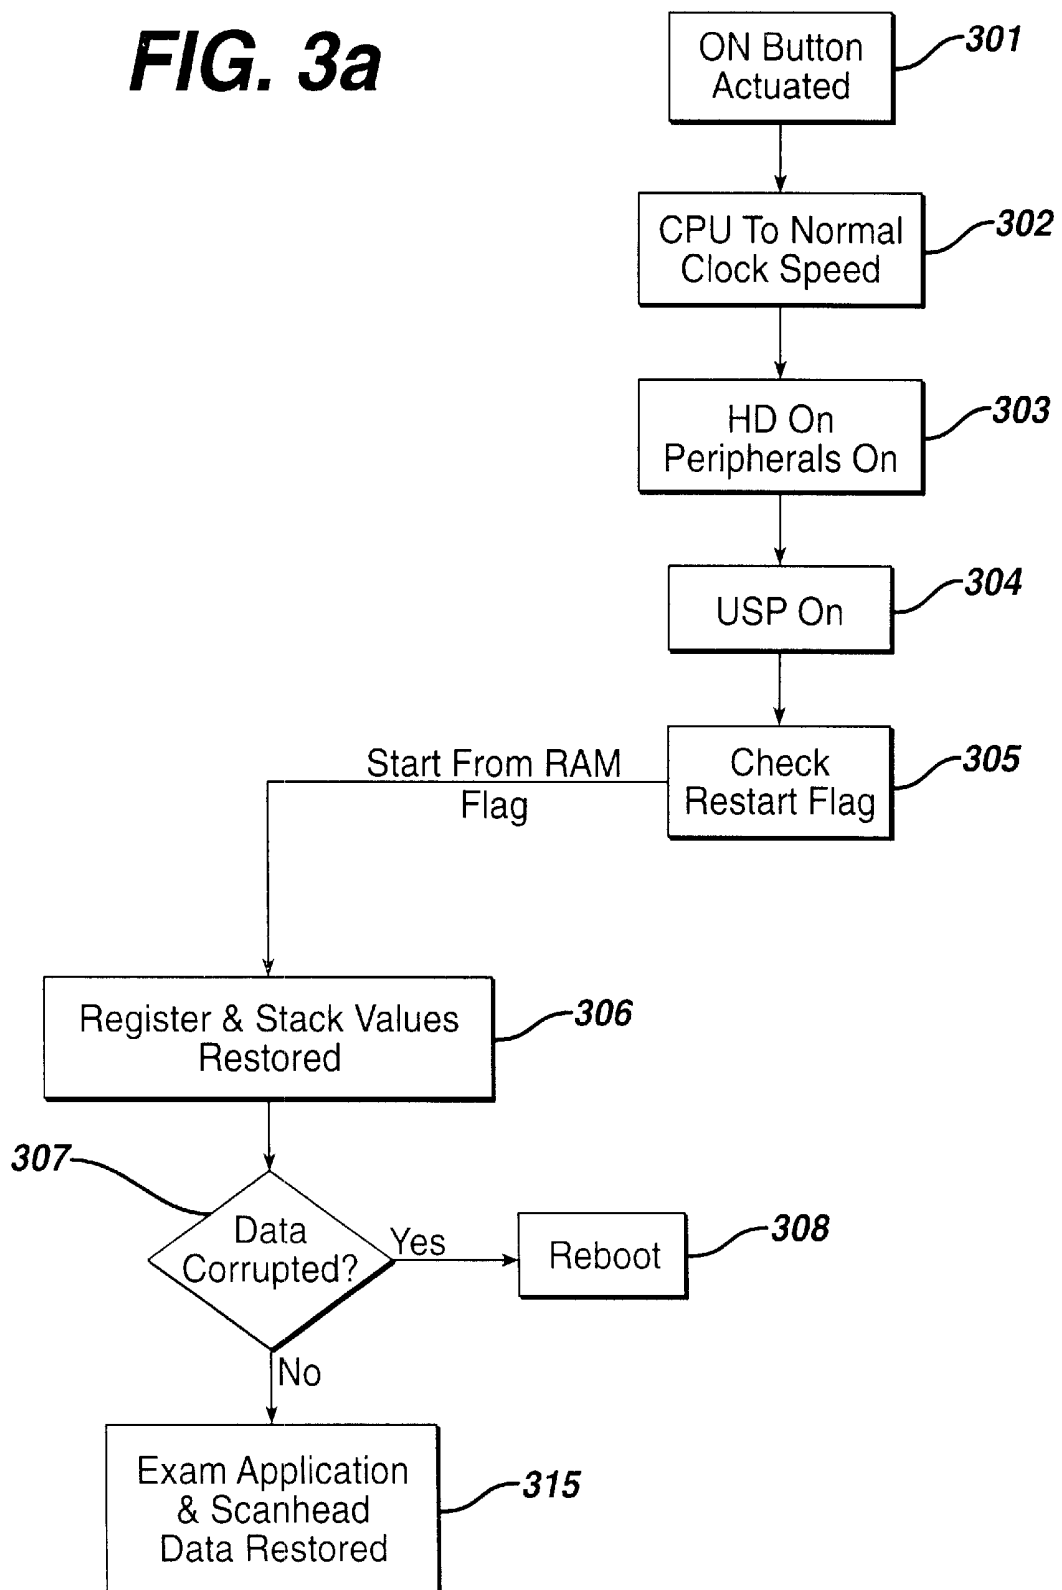 FIG. 3a
ON Button
Actuated
301
CPU To Normal
Clock Speed
302
HD On
Peripherals On
303
USP On
304
Check
Restart Flag
305
Start From RAM
Flag
Register & Stack Values
Restored
306
307
Data
Corrupted?
Yes
Reboot
308
No
Exam Application
& Scanhead
Data Restored
315